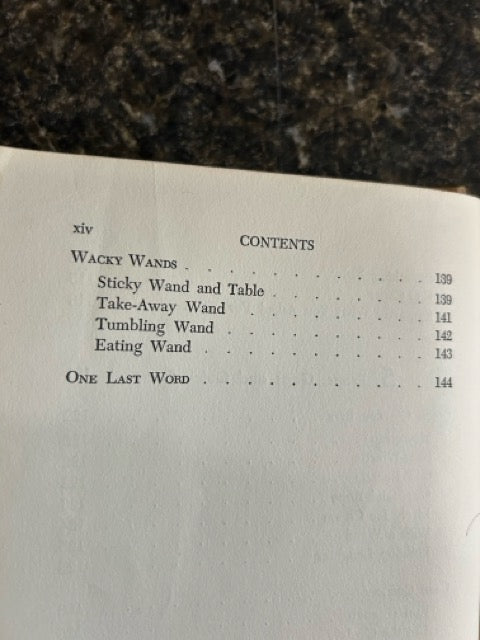 xiv
CONTENTS
WACKY WANDS . . . . . . . . . . . 139
Sticky Wand and Table . . . . . . . . 139
Take-Away Wand . . . . . . . . . 141
Tumbling Wand . . . . . . . . . . 142
Eating Wand . . . . . . . . . . 143
ONE LAST WORD . . . . . . . . . . 144